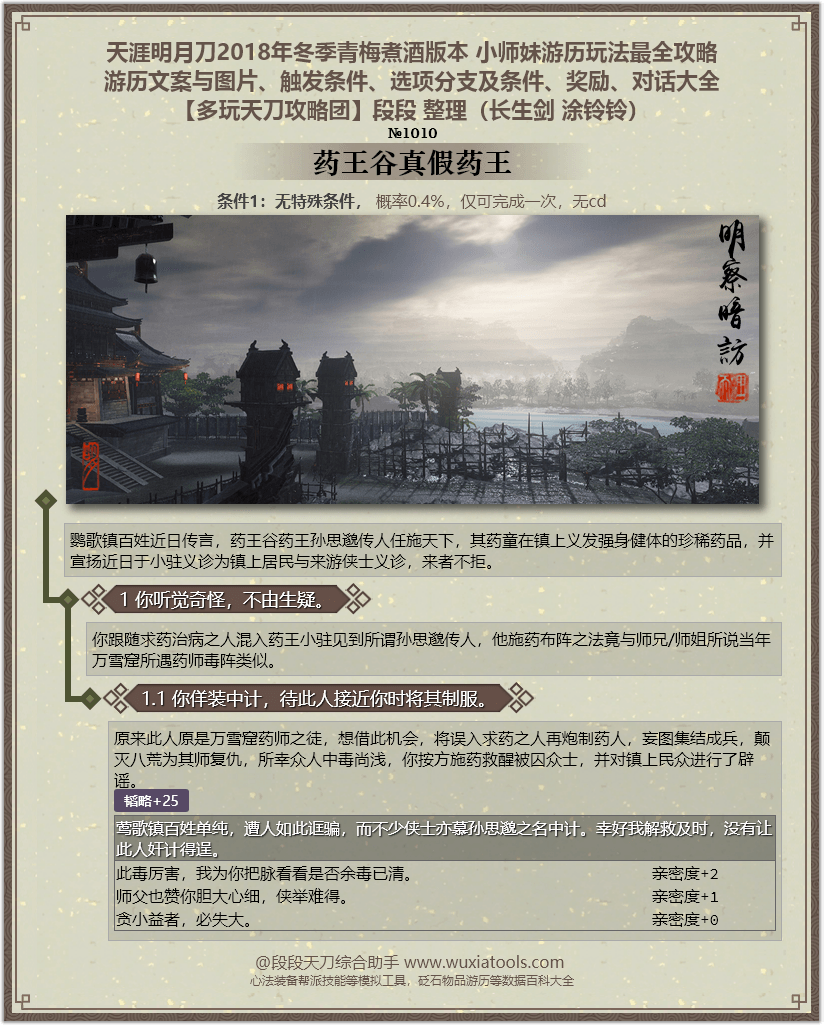 天涯明月刀2018年冬季青梅煮酒版本 小师妹游历玩法最全攻略
游历文案与图片、触发条件、选项分支及条件、奖励、对话大全
【多玩天刀攻略团】段段 整理（长生剑 涂铃铃）
№1010
药王谷真假药王
条件1：无特殊条件， 概率0.4%，仅可完成一次，无cd
明察暗訪
鹦歌镇百姓近日传言，药王谷药王孙思邈传人任施天下，其药童在镇上义发强身健体的珍稀药品，并
宣扬近日于小驻义诊为镇上居民与来游侠士义诊，来者不拒。
1 你听觉奇怪，不由生疑。
你跟随求药治病之人混入药王小驻见到所谓孙思邈传人，他施药布阵之法竟与师兄/师姐所说当年
万雪窟所遇药师毒阵类似。
1.1 你佯装中计，待此人接近你时将其制服。
原来此人原是万雪窟药师之徒，想借此机会，将误入求药之人再炮制药人，妄图集结成兵，颠
灭八荒为其师复仇，所幸众人中毒尚浅，你按方施药救醒被囚众士，并对镇上民众进行了辟
谣。
韬略+25
莺歌镇百姓单纯，遭人如此诓骗，而不少侠士亦慕孙思邈之名中计。幸好我解救及时，没有让
此人奸计得逞。
此毒厉害，我为你把脉看看是否余毒已清。 亲密度+2
师父也赞你胆大心细，侠举难得。 亲密度+1
贪小益者，必失大。 亲密度+0
@段段天刀综合助手 www.wuxiatools.com
心法装备帮派技能等模拟工具，砭石物品游历等数据百科大全